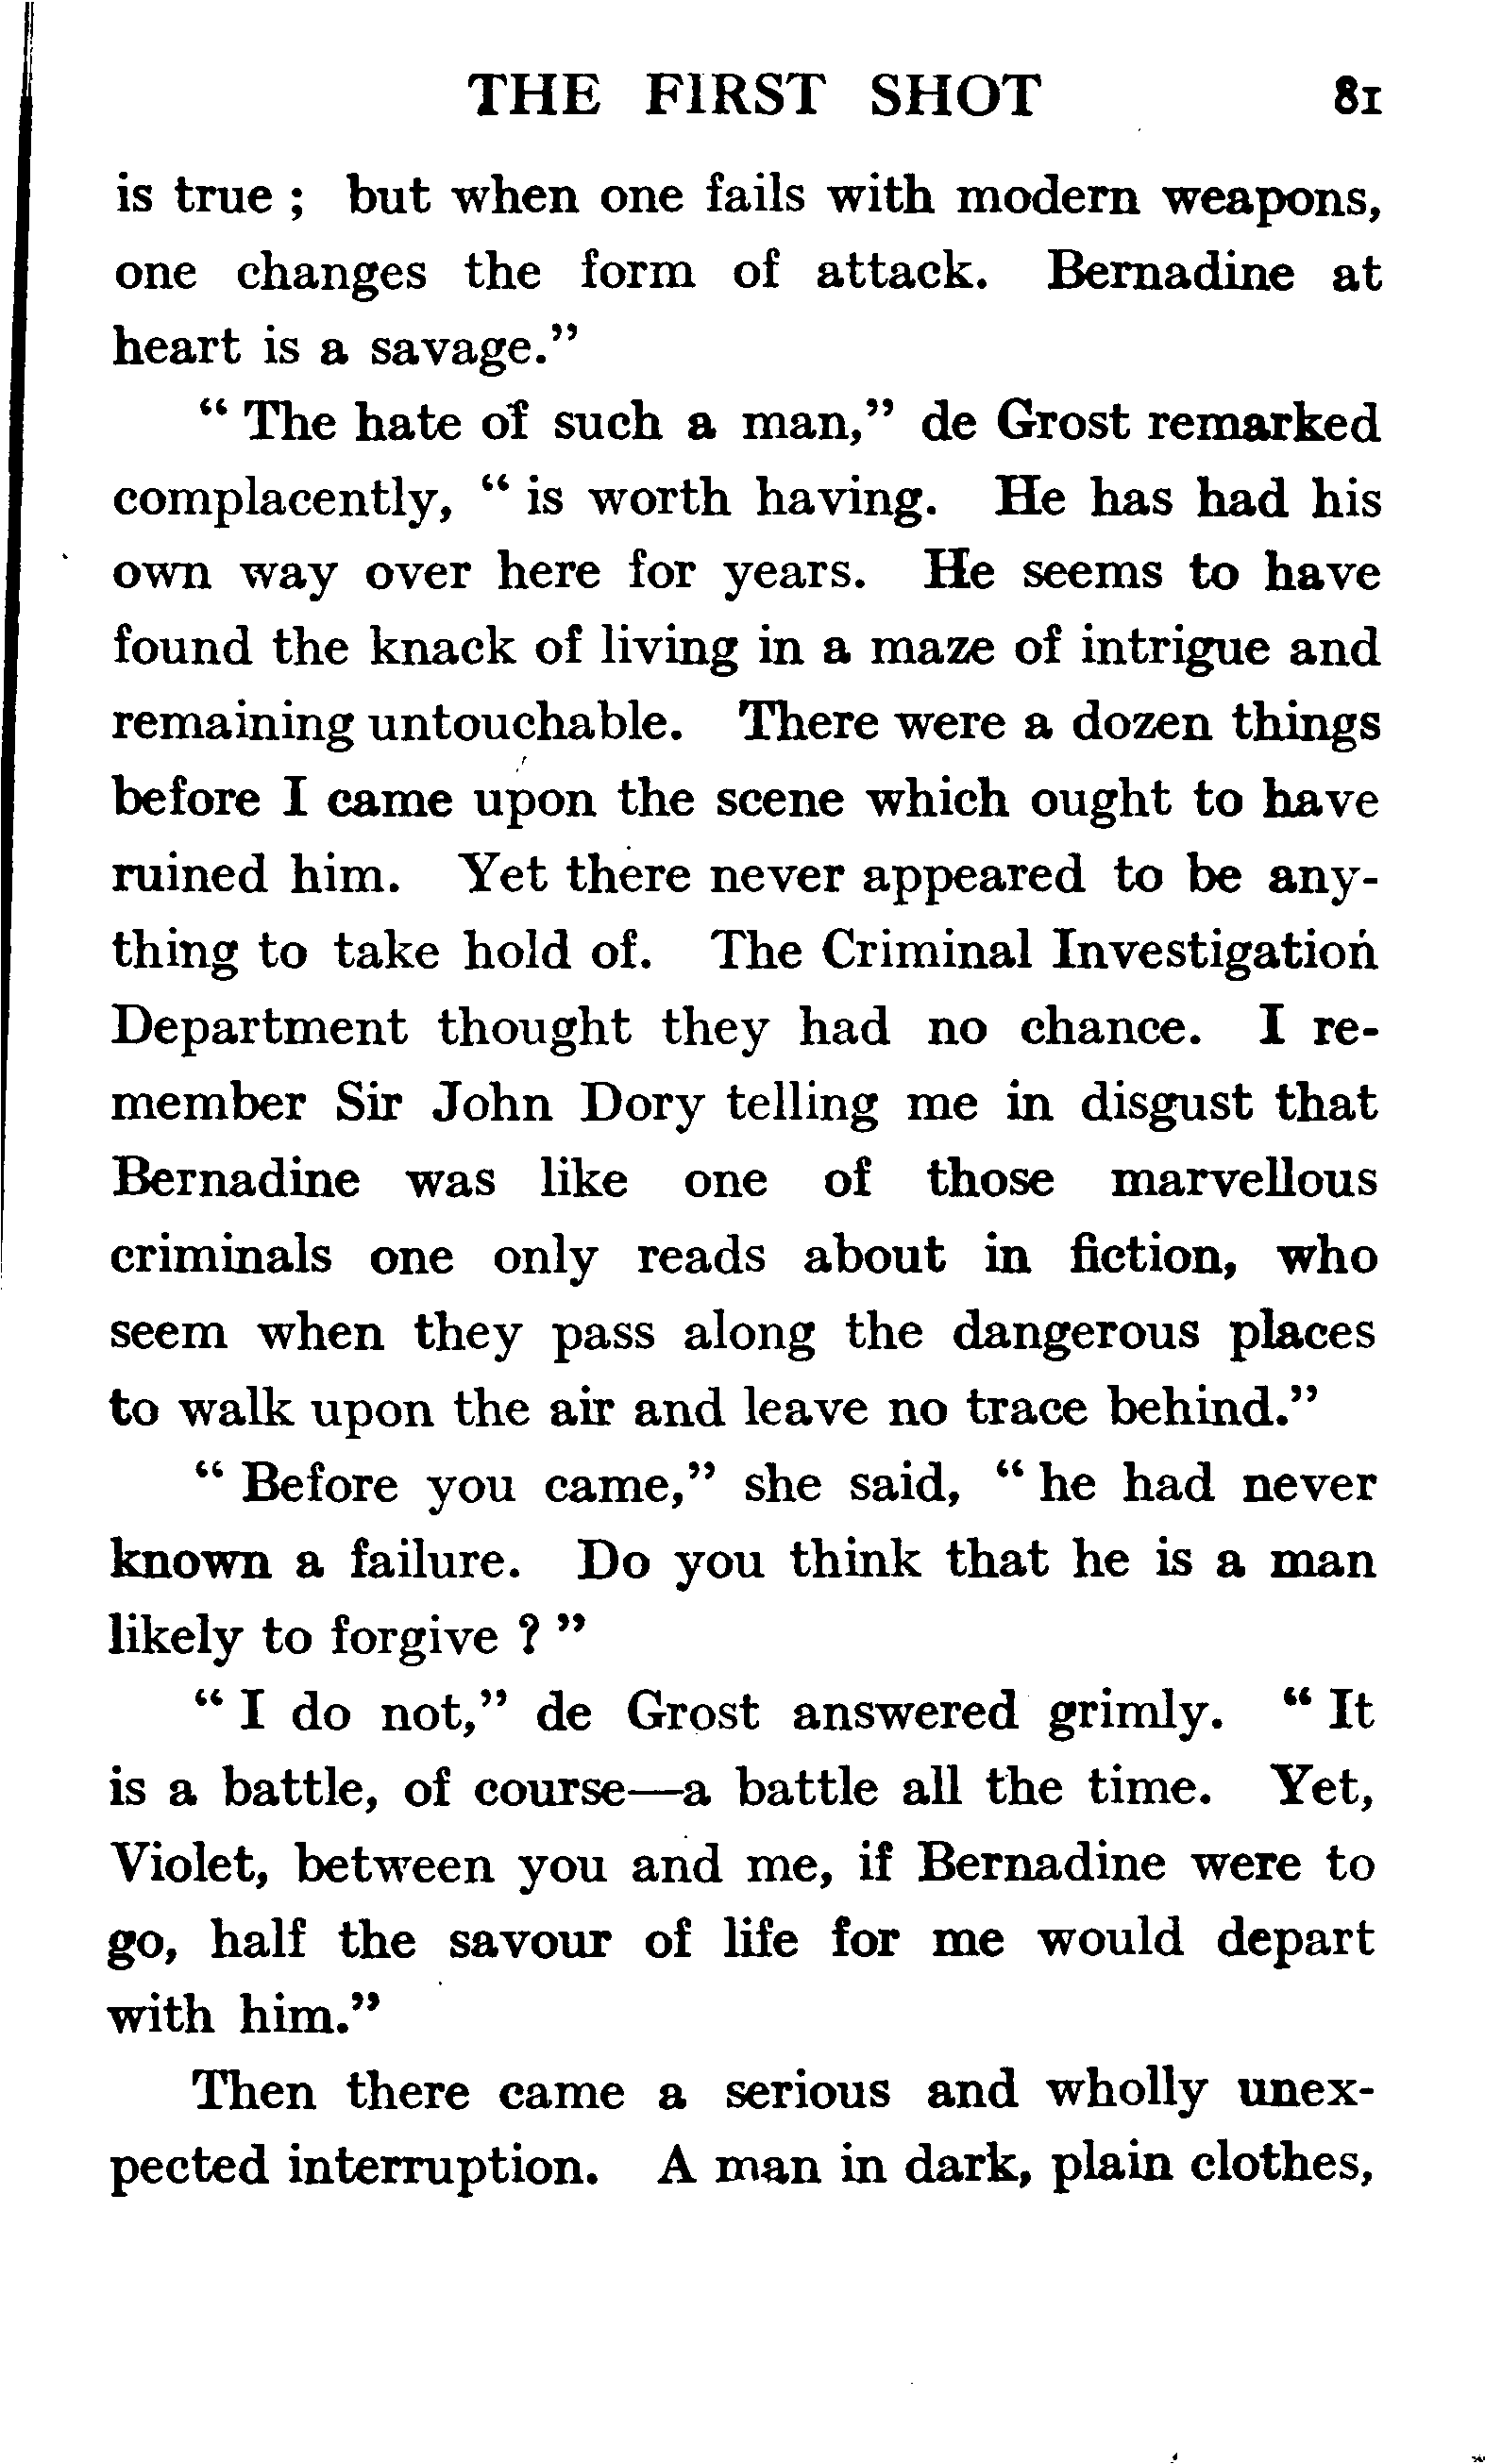 THE FIRST SHOT 81
is true ; but when one fails with modern weapons,
one changes the form of attack. Bernadine at
heart is a savage.”
“ The hate of such a man,” de Grost remarked
complacently, “ is worth having. He has had his
own way over here for years. He seems to have
found the knack of living in a maze of intrigue and
remaining untouchable. There were a dozen things
before I came upon the scene which ought to have
ruined him. Yet there never appeared to be any-
thing to take hold of. The Criminal Investigation
Department thought they had no chance. I re-
member Sir John Dory telling me in disgust that
Bernadine was like one of those marvellous
criminals one only reads about in fiction, who
seem when they pass along the dangerous places
to walk upon the air and leave no trace behind.”
“ Before you came,” she said, “ he had never
known a failure. Do you think that he is a man
likely to forgive ? ”
“ I do not,” de Grost answered grimly. “ It
is a battle, of course—a battle all the time. Yet,
Violet, between you and me, if Bernadine were to
go, half the savour of life for me would depart
with him.”
Then there came a serious and wholly unex-
pected interruption. A man in dark, plain clothes,